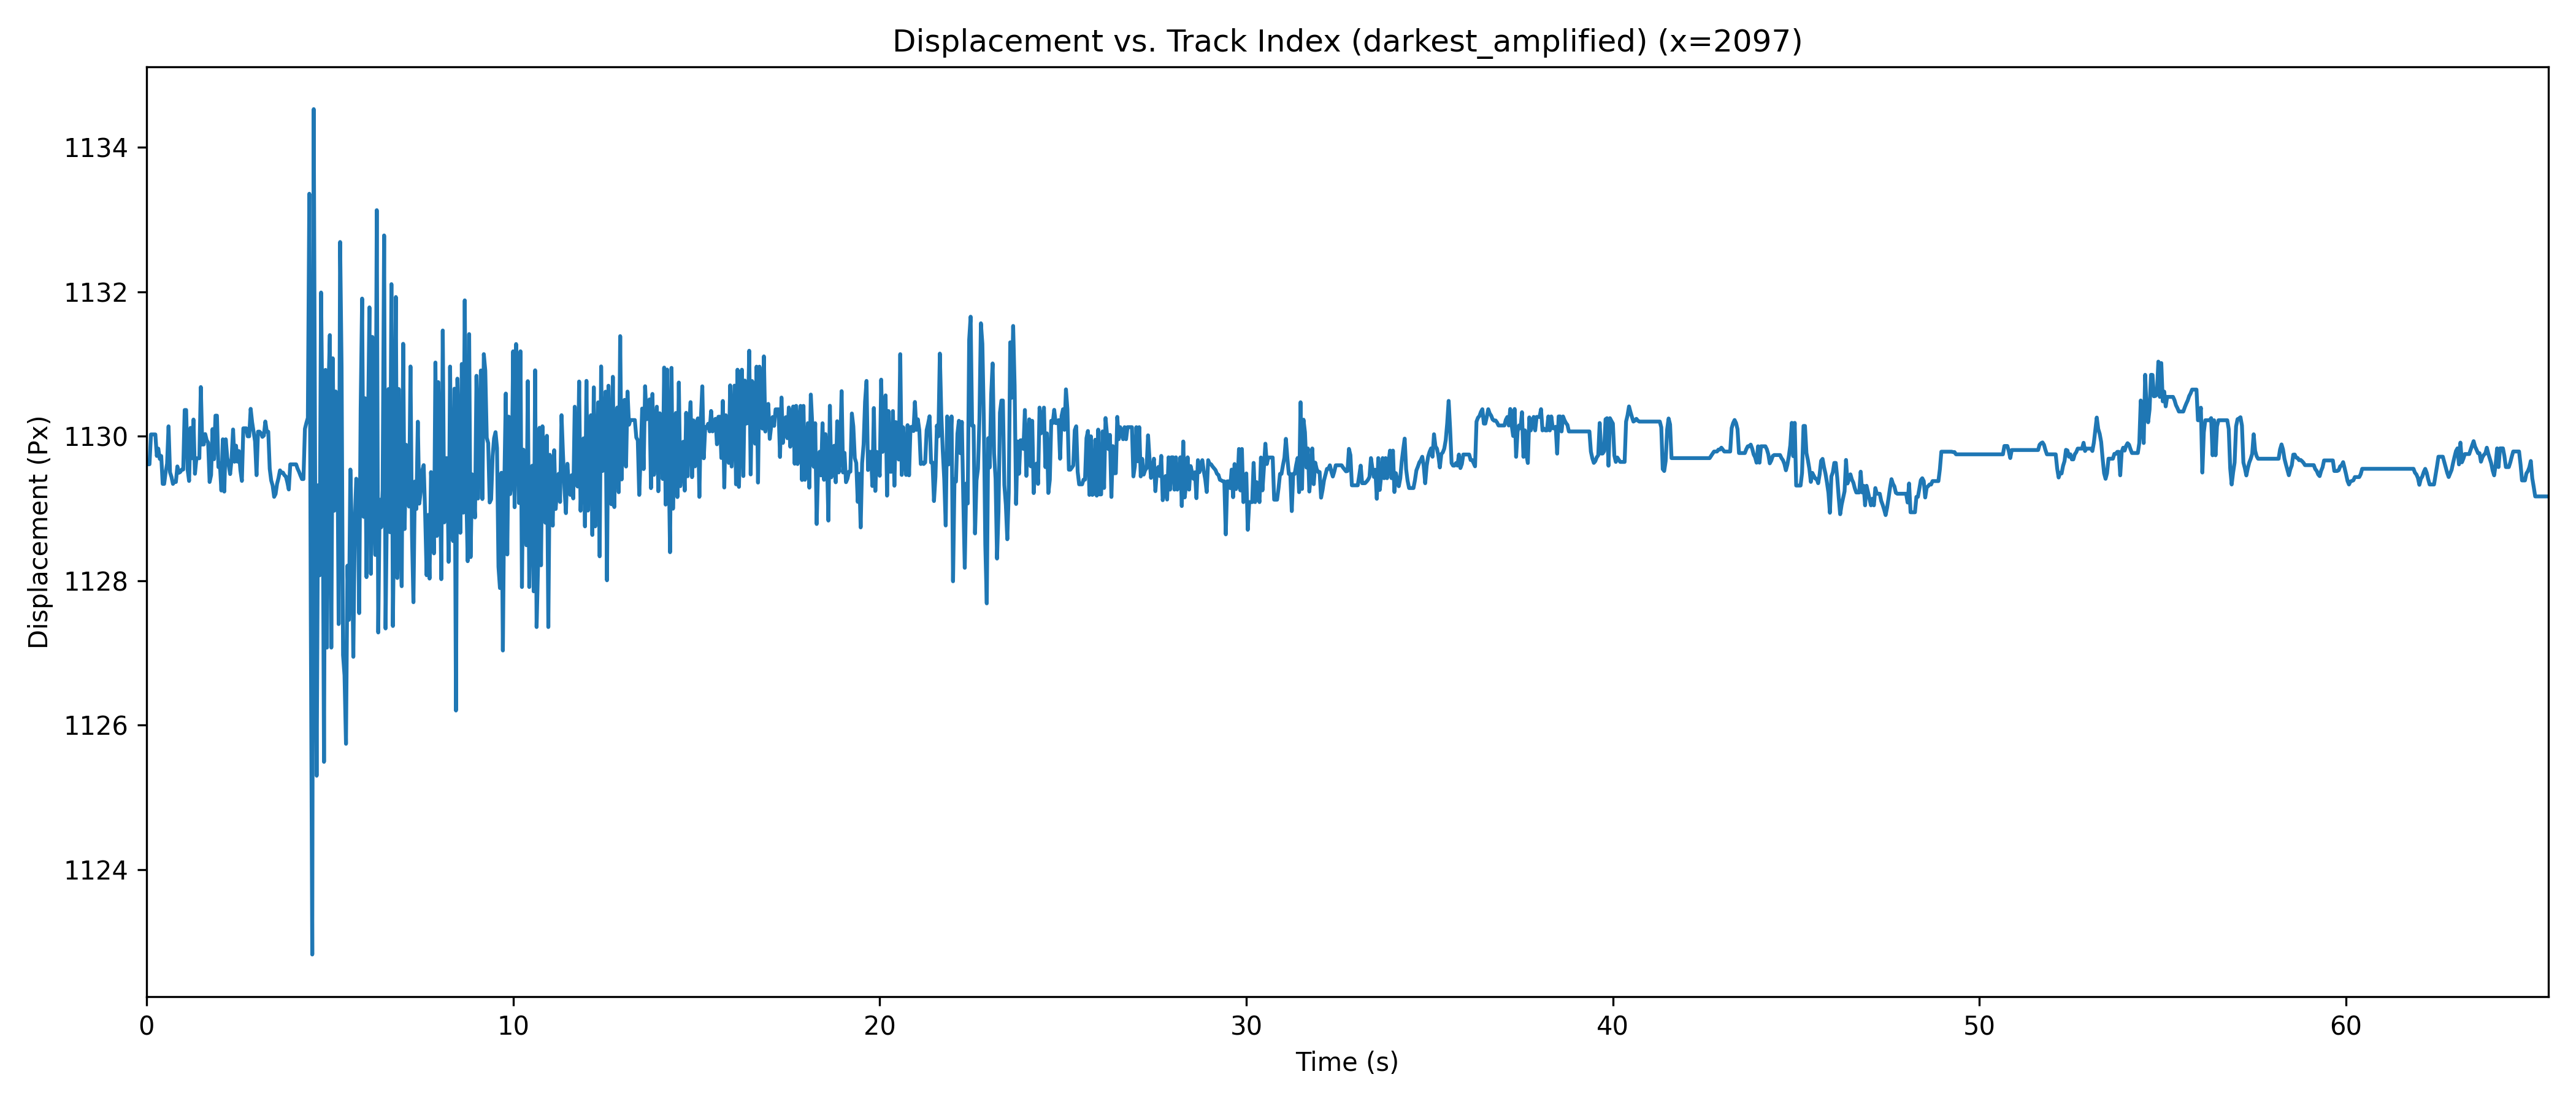 Displacement vs. Track Index (darkest_amplified) (x=2097)
Displacement (Px)
1134
1132
1130
1128
1126
1124
0 10 20 30 40 50 60
Time (s)